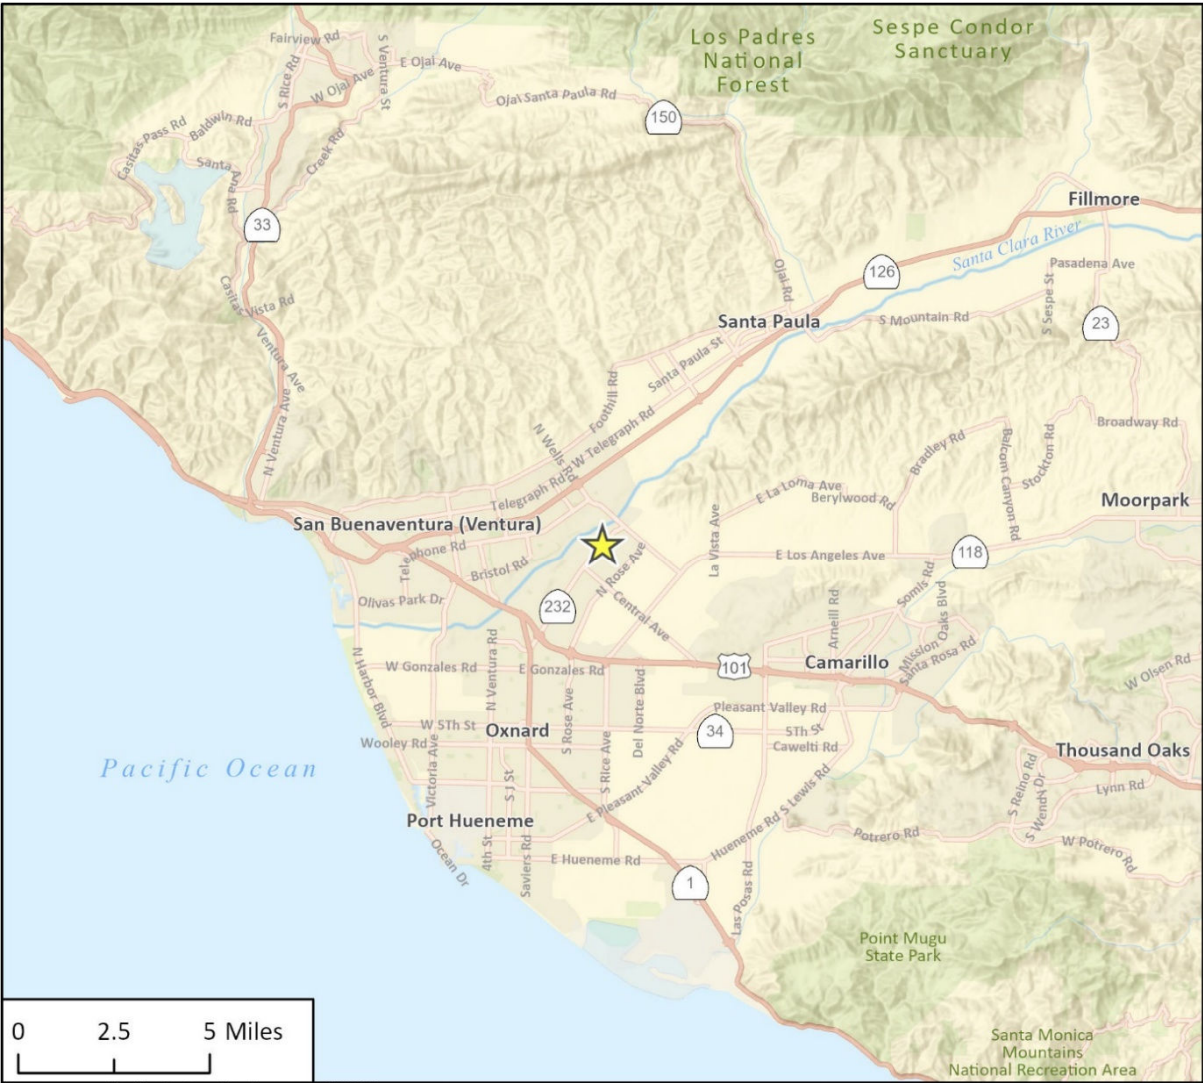 Fairview Rd
S Rice Rd
W Ojai Ave
S Ventura St
E Ojai Ave
Ojai Santa Paula Rd
Los Padres
National
Forest
Sespe Condor
Sanctuary
150
Casitas Pass Rd
Baldwin Rd
Santa Ana Rd
Creek Rd
33
Fillmore
Santa Clara River
126
Pasadena Ave
Ojai Rd
S Sespe St
23
Casitas Vista Rd
Santa Paula
S Mountain Rd
Ventura Ave
Santa Paula St
Foothill Rd
N Ventura Ave
N Wells Rd
W Telegraph Rd
Broadway Rd
Bradley Rd
Balcom Canyon Rd
Stockton Rd
Telegraph Rd
E La Loma Ave
Berylwood Rd
Moorpark
San Buenaventura (Ventura)
La Vista Ave
Telephone Rd
E Los Angeles Ave
118
Bristol Rd
N Rose Ave
Somis Rd
Olivas Park Dr
232
Central Ave
Arneill Rd
Mission Oaks Blvd
Santa Rosa Rd
N Harbor Blvd
W Gonzales Rd
N Ventura Rd
E Gonzales Rd
101
Camarillo
W Olsen Rd
Del Norte Blvd
S Rose Ave
Pleasant Valley Rd
W 5Th St
Oxnard
34
5Th St
Cawelti Rd
Wooley Rd
Thousand Oaks
Pacific Ocean
Victoria Ave
S J St
S Rice Ave
E Pleasant Valley Rd
S Lewis Rd
S Reino Rd
S Wendy Dr
Lynn Rd
Port Hueneme
Hueneme Rd
Potrero Rd
W Potrero Rd
Ocean Dr
4th St
Saviers Rd
E Hueneme Rd
1
Las Posas Rd
Point Mugu
State Park
0 2.5 5 Miles
Santa Monica
Mountains
National Recreation Area